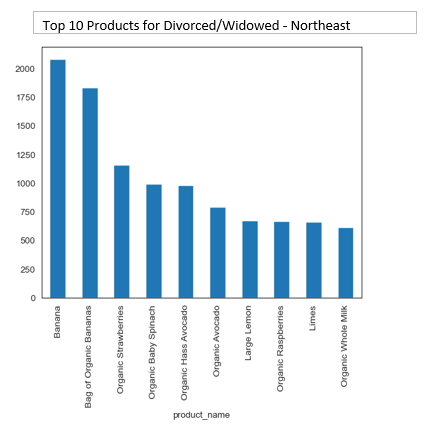 Top 10 Products for Divorced/Widowed - Northeast
2000
1750
1500
1250
1000
750
500
250
0
Banana
Bag of Organic Bananas
Organic Strawberries
Organic Baby Spinach
Organic Hass Avocado
Organic Avocado
Large Lemon
Organic Raspberries
Limes
Organic Whole Milk
product_name